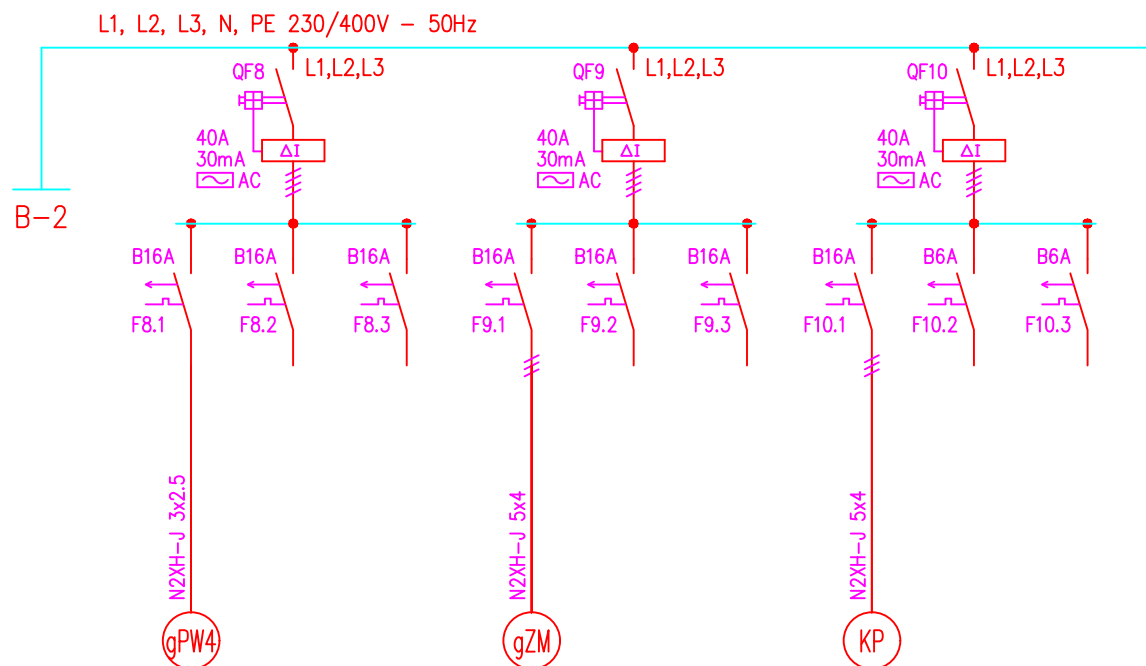 L1, L2, L3, N, PE 230/400V - 50Hz
QF8
L1,L2,L3
QF9
L1,L2,L3
QF10
L1,L2,L3
40A
30mA
AC
ΔI
40A
30mA
AC
ΔI
40A
30mA
AC
ΔI
B-2
B16A
B16A
B16A
B16A
B16A
B16A
B16A
B6A
B6A
F8.1
F8.2
F8.3
F9.1
F9.2
F9.3
F10.1
F10.2
F10.3
N2XH-J 3x2.5
N2XH-J 5x4
N2XH-J 5x4
gPW4
gZM
KP